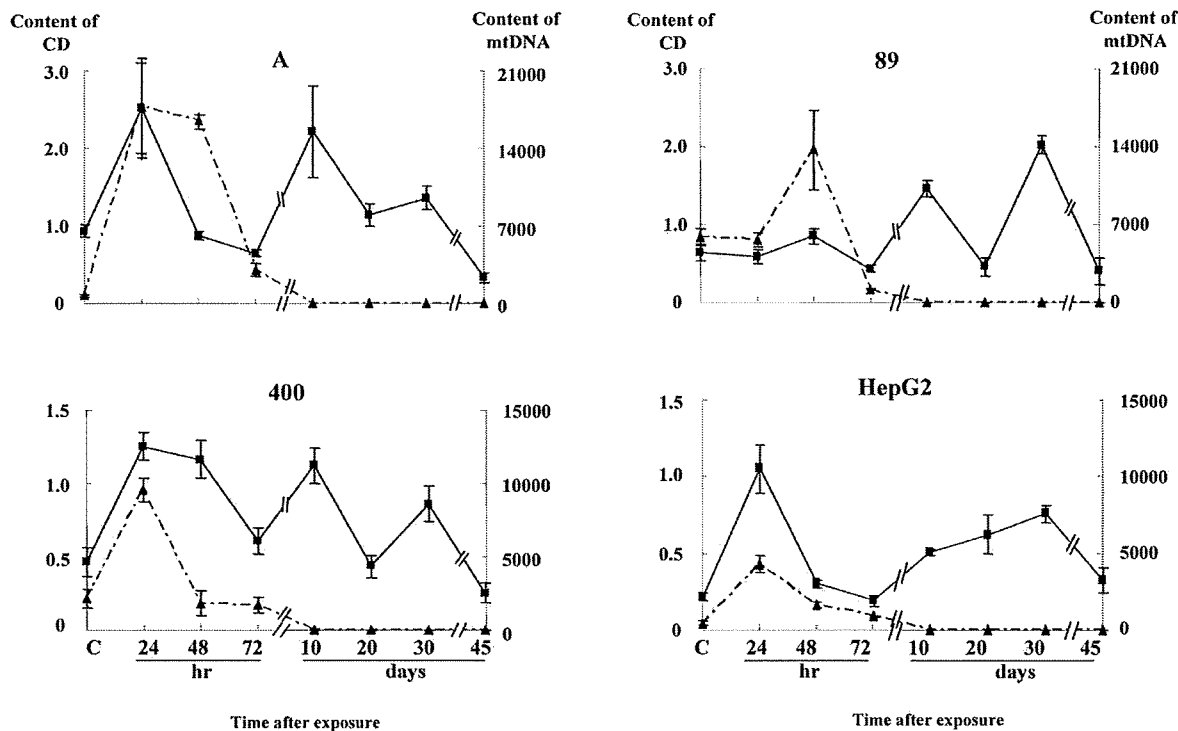 Content of
CD
A
Content of
mtDNA
3.0
2.0
1.0
0
21000
14000
7000
0
Content of
CD
89
Content of
mtDNA
3.0
2.0
1.0
0
21000
14000
7000
0
400
1.5
1.0
0.5
0
15000
10000
5000
0
C 24 48 72 10 20 30 45
hr days
Time after exposure
HepG2
1.5
1.0
0.5
0
15000
10000
5000
0
C 24 48 72 10 20 30 45
hr days
Time after exposure